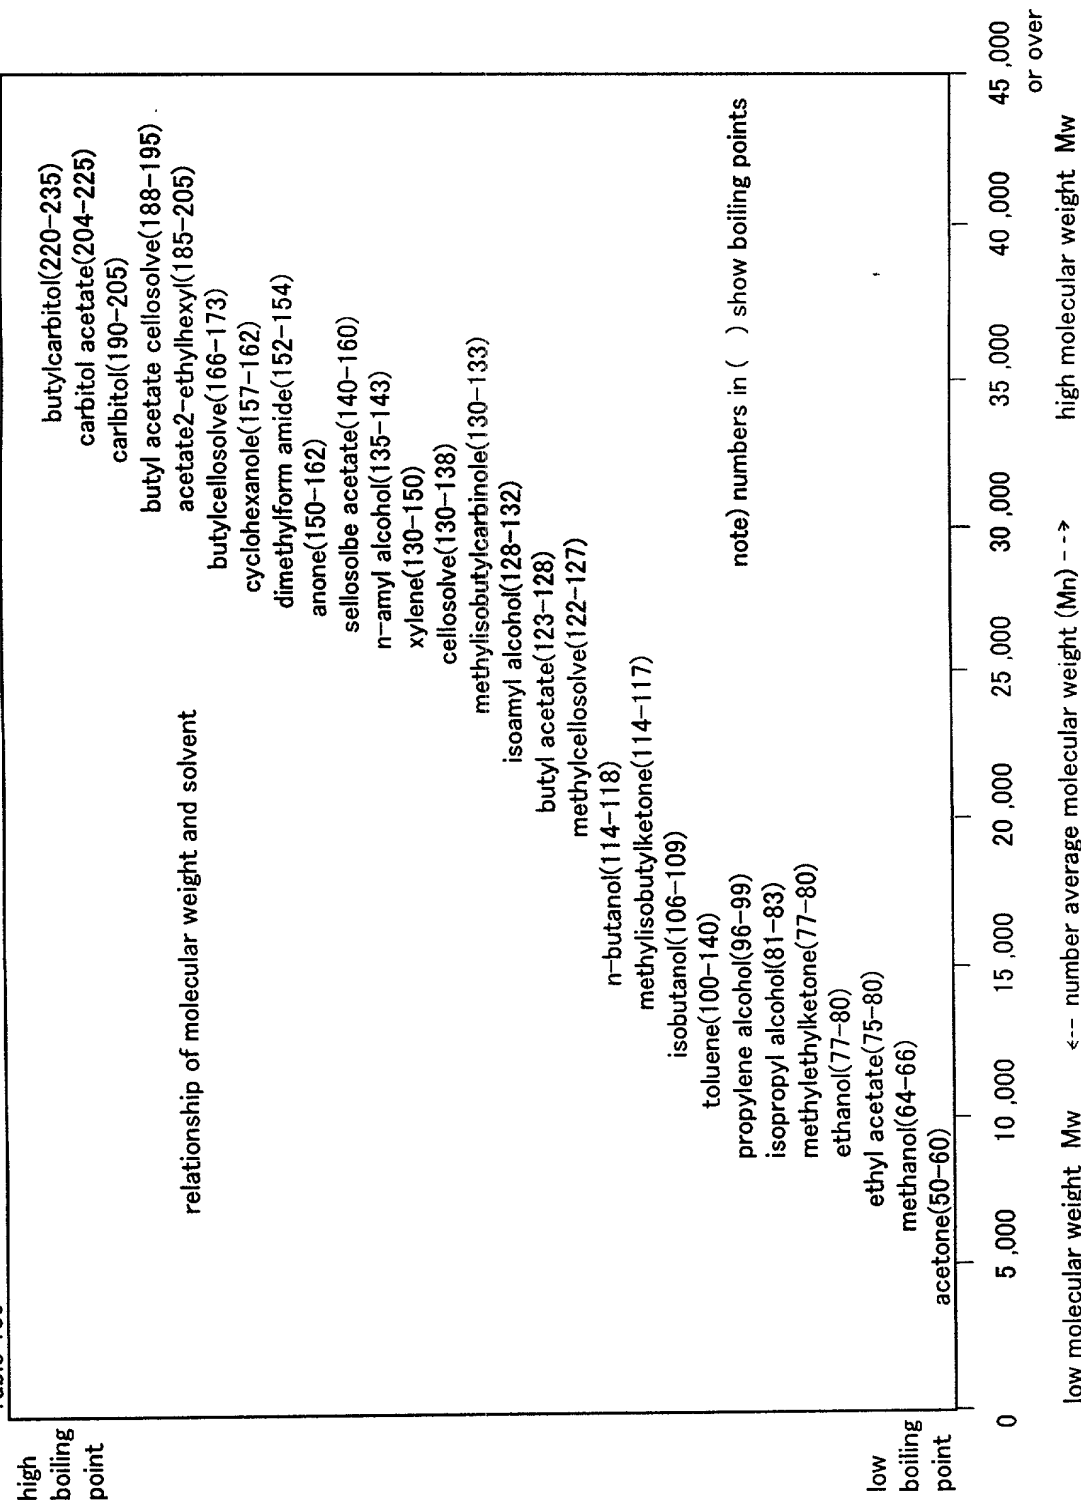 high
boiling
point
butylcarbitol(220-235)
carbitol acetate(204-225)
carlbitol(190-205)
butyl acetate cellosolve(188-195)
acetate2-ethylhexyl(185-205)
relationship of molecular weight and solvent
butylcellosolve(166-173)
cyclohexanole(157-162)
dimethylform amide(152-154)
anone(150-162)
sellosolbe acetate(140-160)
n-amyl alcohol(135-143)
xylene(130-150)
cellosolve(130-138)
methylisobutylcarbinole(130-133)
isoamyl alcohol(128-132)
butyl acetate(123-128)
methylcellosolve(122-127)
n-butanol(114-118)
methylisobutylketone(114-117)
isobutanol(106-109)
toluene(100-140)
propylene alcohol(96-99)
note) numbers in ( ) show boiling points
isopropyl alcohol(81-83)
methylethylketone(77-80)
ethanol(77-80)
ethyl acetate(75-80)
methanol(64-66)
acetone(50-60)
low
boiling
point
0 5 ,000 10 ,000 15 ,000 20 ,000 25 ,000 30 ,000 35 ,000 40 ,000 45 ,000
or over
low molecular weight Mw <--- number average molecular weight (Mn) --→ high molecular weight Mw